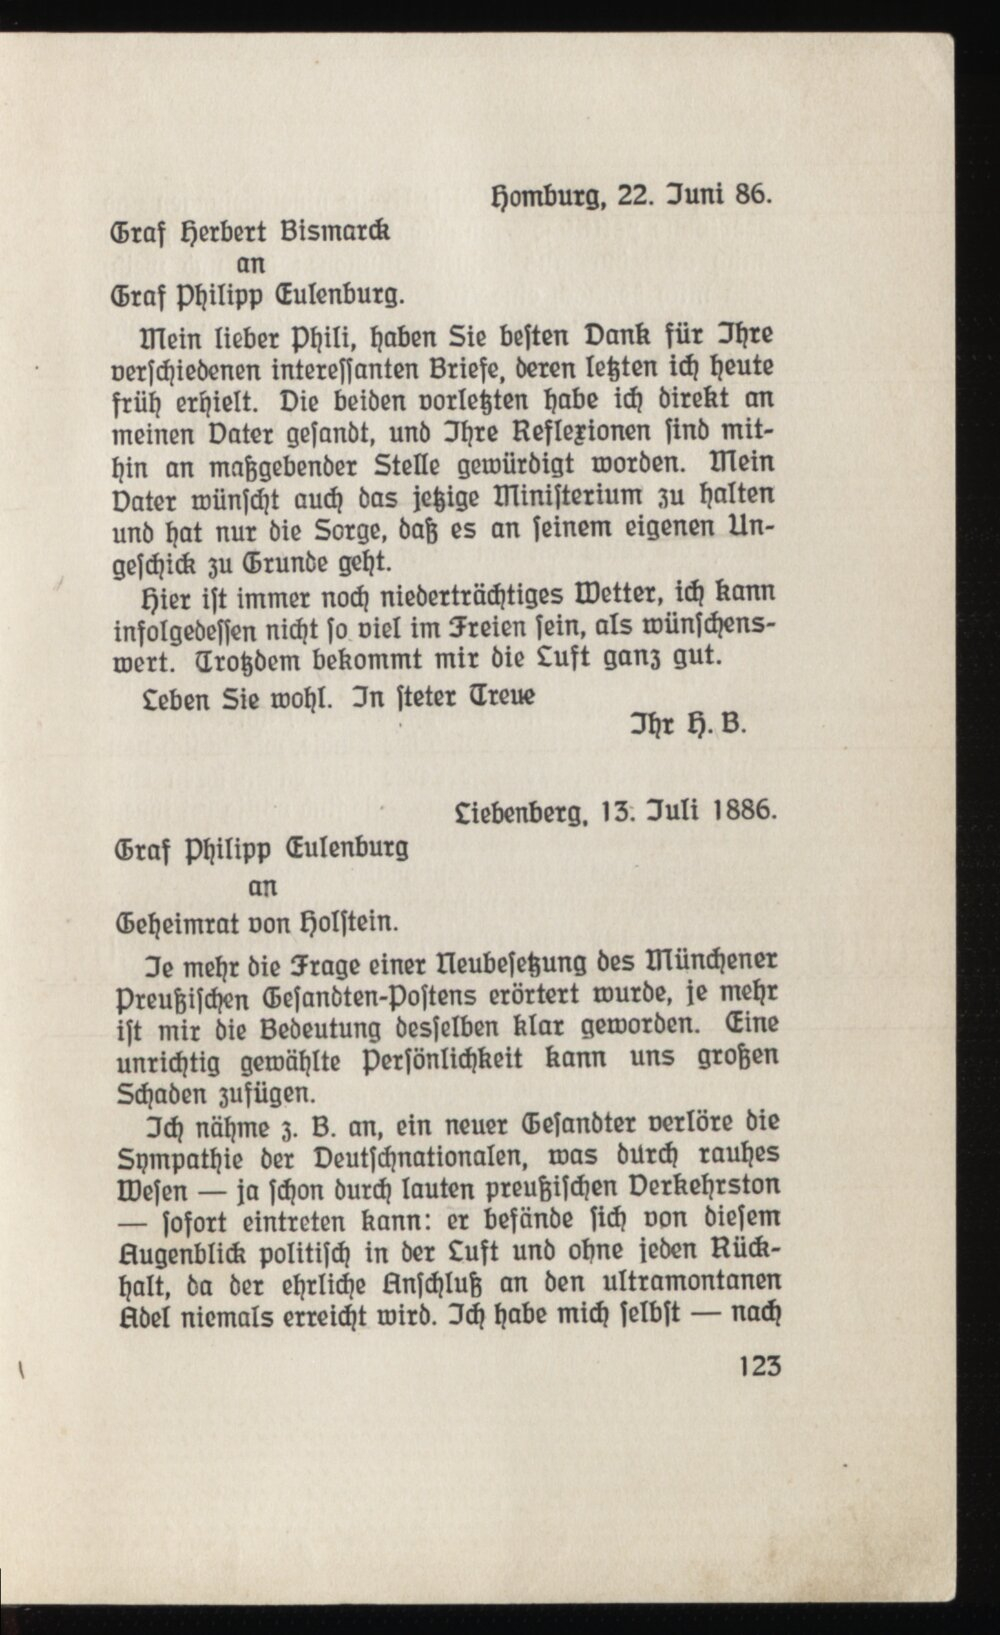 Homburg, 22. Juni 86.
Graf Herbert Bismarck
an
Graf Philipp Eulenburg.
Mein lieber Phili, haben Sie besten Dank für Ihre
verschiedenen interessanten Briefe, deren letzten ich heute
früh erhielt. Die beiden vorletzten habe ich direkt an
meinen Vater gesandt, und Ihre Reflexionen sind mit-
hin an maßgebender Stelle gewürdigt worden. Mein
Vater wünscht auch das jetzige Ministerium zu halten
und hat nur die Sorge, daß es an seinem eigenen Un-
geschick zu Grunde geht.
Hier ist immer noch niederträchtiges Wetter, ich kann
infolgedessen nicht so viel im Freien sein, als wünschens-
wert. Trotzdem bekommt mir die Luft ganz gut.
Leben Sie wohl. In steter Treue
Ihr H. B.
Liebenberg, 13. Juli 1886.
Graf Philipp Eulenburg
an
Geheimrat von Holstein.
Je mehr die Frage einer Neubesetzung des Münchener
Preußischen Gesandten-Postens erörtert wurde, je mehr
ist mir die Bedeutung desselben klar geworden. Eine
unrichtig gewählte Persönlichkeit kann uns großen
Schaden zufügen.
Ich nähme z. B. an, ein neuer Gesandter verlöre die
Sympathie der Deutschnationalen, was durch rauhes
Wesen — ja schon durch lauten preußischen Verkehrston
— sofort eintreten kann: er befände sich von diesem
Augenblick politisch in der Luft und ohne jeden Rück-
halt, da der ehrliche Anschluß an den ultramontanen
Adel niemals erreicht wird. Ich habe mich selbst — nach
123